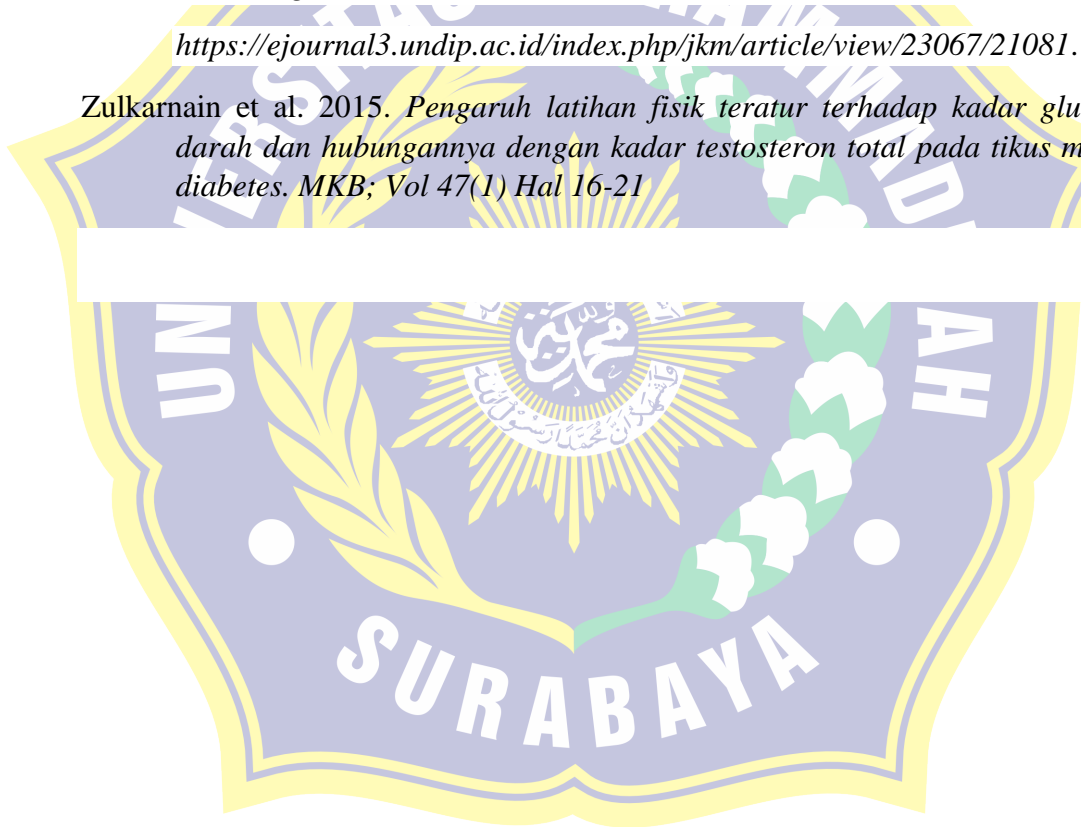 https://ejournal3.undip.ac.id/index.php/jkm/article/view/23067/21081.
Zulkarnain et al. 2015. Pengaruh latihan fisik teratur terhadap kadar glu
darah dan hubungannya dengan kadar testosteron total pada tikus m
diabetes. MKB; Vol 47(1) Hal 16-21
SURABAYA